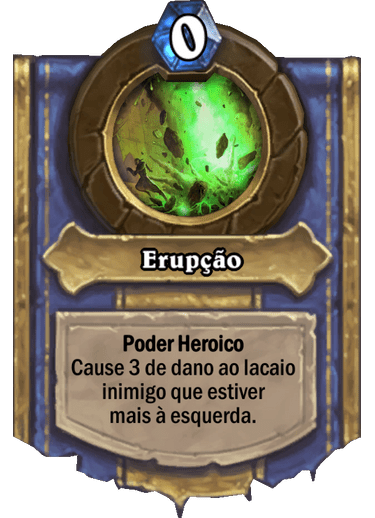 0
Erupção
Poder Heroico
Cause 3 de dano ao lacaio
inimigo que estiver
mais à esquerda.